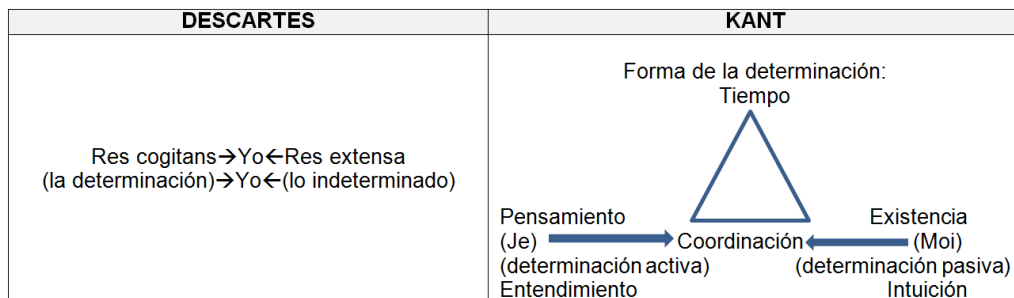 DESCARTES
KANT
Res cogitans→Yo←Res extensa
(la determinación)→Yo←(lo indeterminado)
Forma de la determinación:
Tiempo
Pensamiento Existencia
(Je) Coordinación (Moi)
(determinación activa) (determinación pasiva)
Entendimiento Intuición